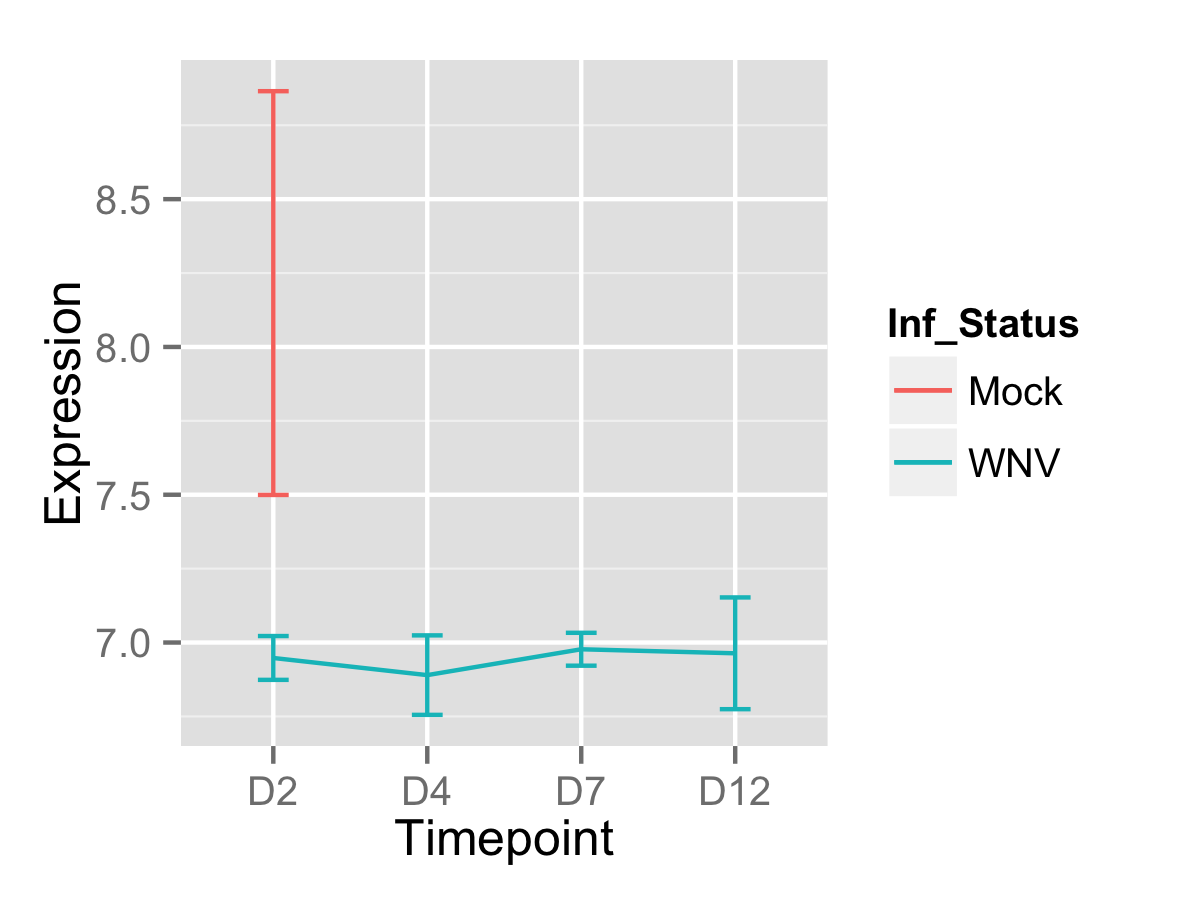 Expression
8.5
8.0
7.5
7.0
D2 D4 D7 D12
Timepoint
Inf_Status
Mock
WNV